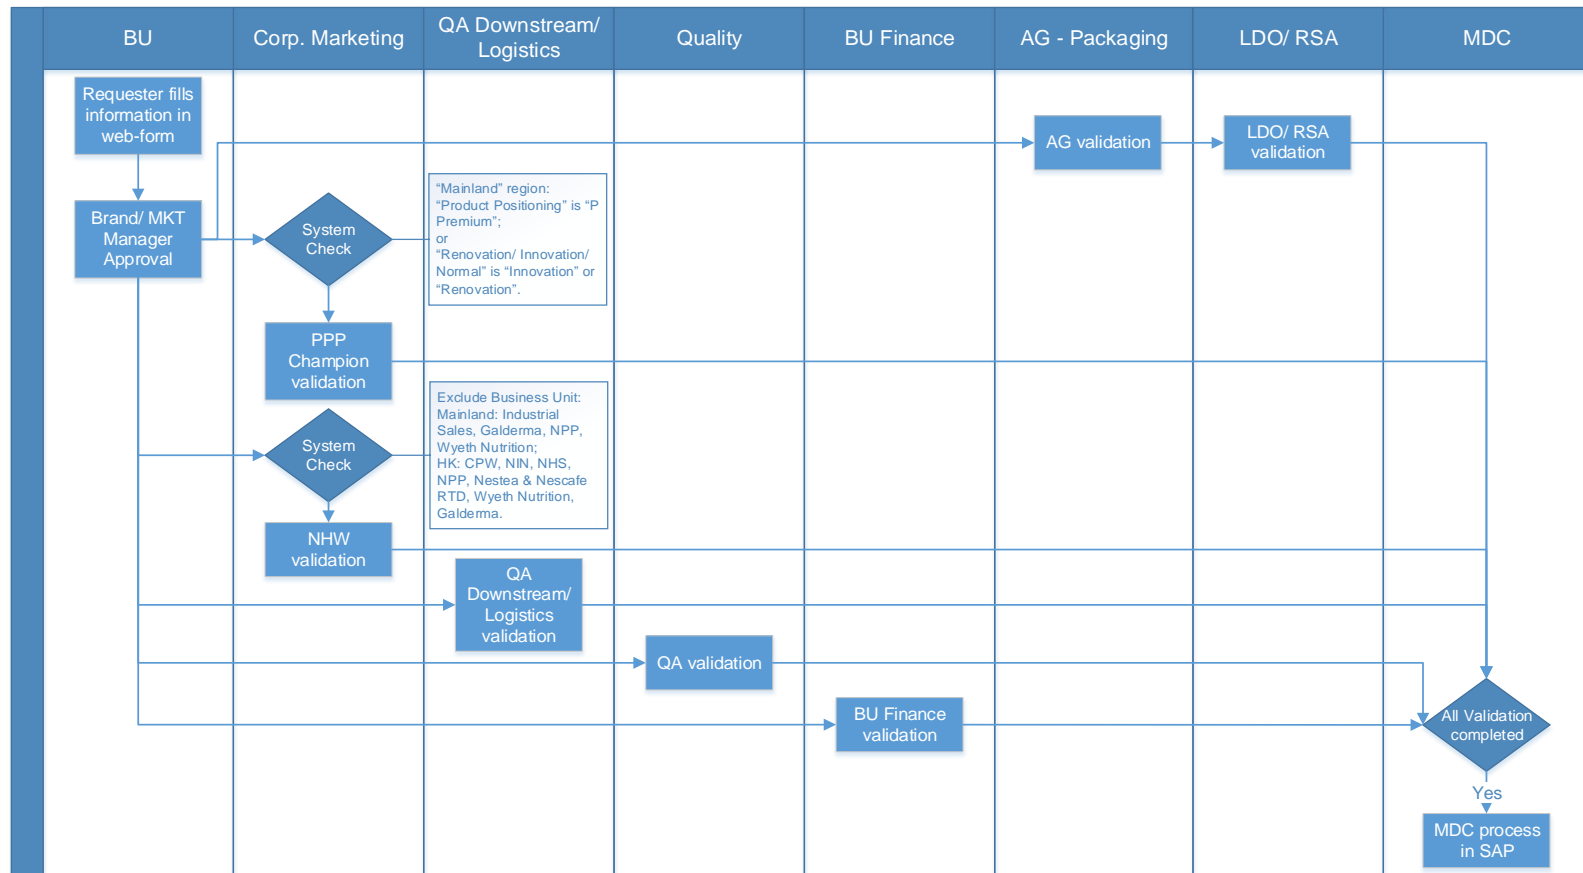 BU
Corp. Marketing
QA Downstream/
Logistics
Quality
BU Finance
AG - Packaging
LDO/ RSA
MDC
Requester fills
information in
web-form
AG validation
LDO/ RSA
validation
Brand/ MKT
Manager
Approval
System
Check
“Mainland” region:
“Product Positioning” is “P
Premium”;
or
“Renovation/ Innovation/
Normal” is “Innovation” or
“Renovation”.
PPP
Champion
validation
System
Check
Exclude Business Unit:
Mainland: Industrial
Sales, Galderma, NPP,
Wyeth Nutrition;
HK: CPW, NIN, NHS,
NPP, Nestea & Nescafe
RTD, Wyeth Nutrition,
Galderma.
NHW
validation
QA
Downstream/
Logistics
validation
QA validation
BU Finance
validation
All Validation
completed
Yes
MDC process
in SAP